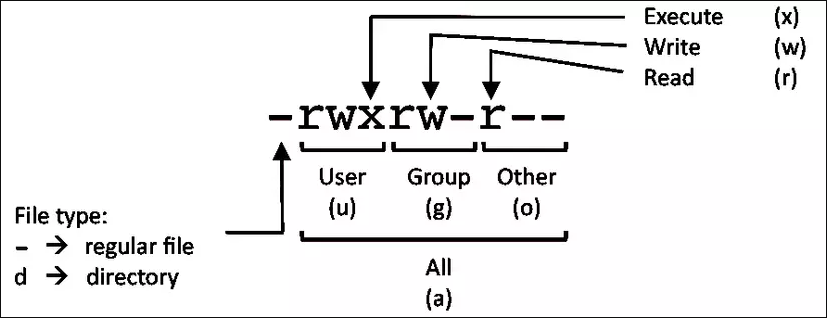 Execute (x)
Write (w)
Read (r)
-rwxrw-r--
User Group Other
(u) (g) (o)
File type:
- → regular file
d → directory
All
(a)